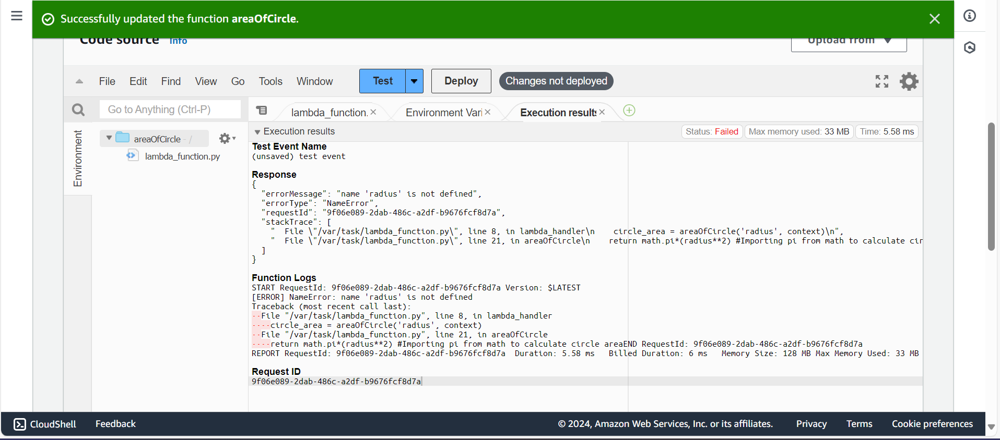 Successfully updated the function areaOfCircle.
Code source Info
Upload from
File Edit Find View Go Tools Window Test Deploy Changes not deployed
Go to Anything (Ctrl-P)
lambda_function. Environment Vari Execution results
Execution results Status: Failed Max memory used: 33 MB Time: 5.58 ms
Environment
areaOfCircle - /
lambda_function.py
Test Event Name
(unsaved) test event
Response
{
"errorMessage": "name 'radius' is not defined",
"errorType": "NameError",
"requestId": "9f06e089-2dab-486c-a2df-b9676fcf8d7a",
"stackTrace": [
"  File \"/var/task/lambda_function.py\", line 8, in lambda_handler\n    circle_area = areaOfCircle('radius', context)\n",
"  File \"/var/task/lambda_function.py\", line 21, in areaOfCircle\n    return math.pi*(radius**2) #Importing pi from math to calculate cir
]
}
Function Logs
START RequestId: 9f06e089-2dab-486c-a2df-b9676fcf8d7a Version: $LATEST
[ERROR] NameError: name 'radius' is not defined
Traceback (most recent call last):
··File "/var/task/lambda_function.py", line 8, in lambda_handler
····circle_area = areaOfCircle('radius', context)
··File "/var/task/lambda_function.py", line 21, in areaOfCircle
····return math.pi*(radius**2) #Importing pi from math to calculate circle areaEND RequestId: 9f06e089-2dab-486c-a2df-b9676fcf8d7a
REPORT RequestId: 9f06e089-2dab-486c-a2df-b9676fcf8d7a  Duration: 5.58 ms   Billed Duration: 6 ms   Memory Size: 128 MB Max Memory Used: 33 MB
Request ID
9f06e089-2dab-486c-a2df-b9676fcf8d7a
CloudShell Feedback © 2024, Amazon Web Services, Inc. or its affiliates. Privacy Terms Cookie preferences